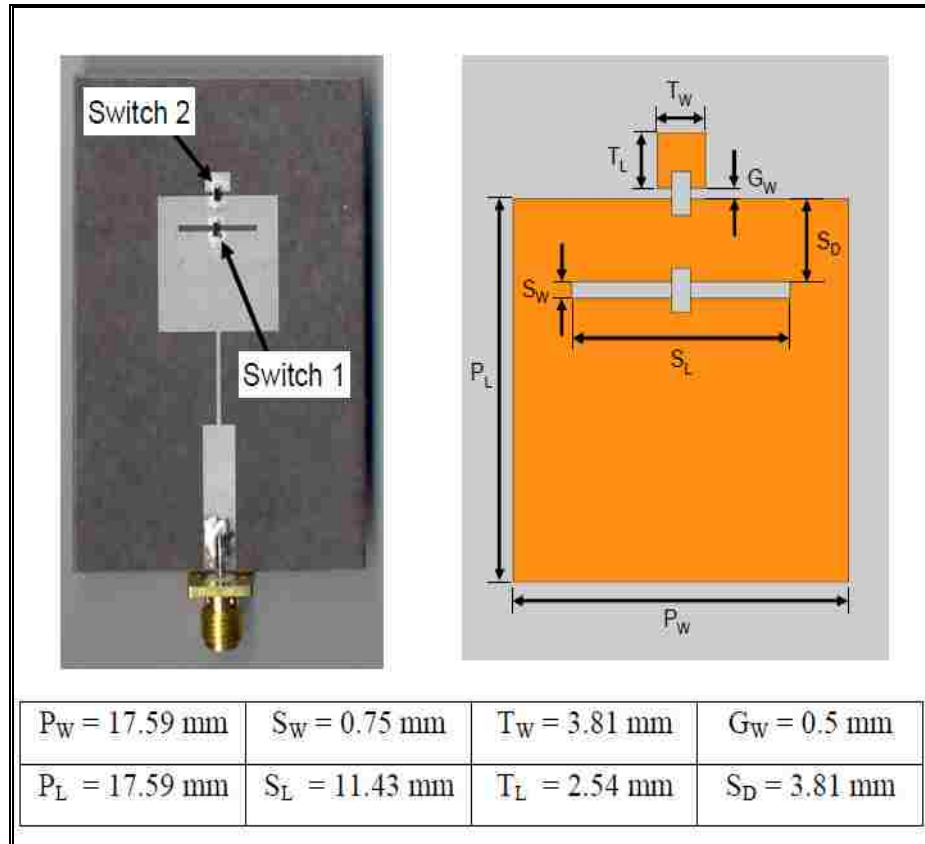 Switch 2
Switch 1
T_W
T_L
G_W
S_D
S_W
S_L
P_L
P_W
P_W = 17.59 mm S_W = 0.75 mm T_W = 3.81 mm G_W = 0.5 mm
P_L = 17.59 mm S_L = 11.43 mm T_L = 2.54 mm S_D = 3.81 mm